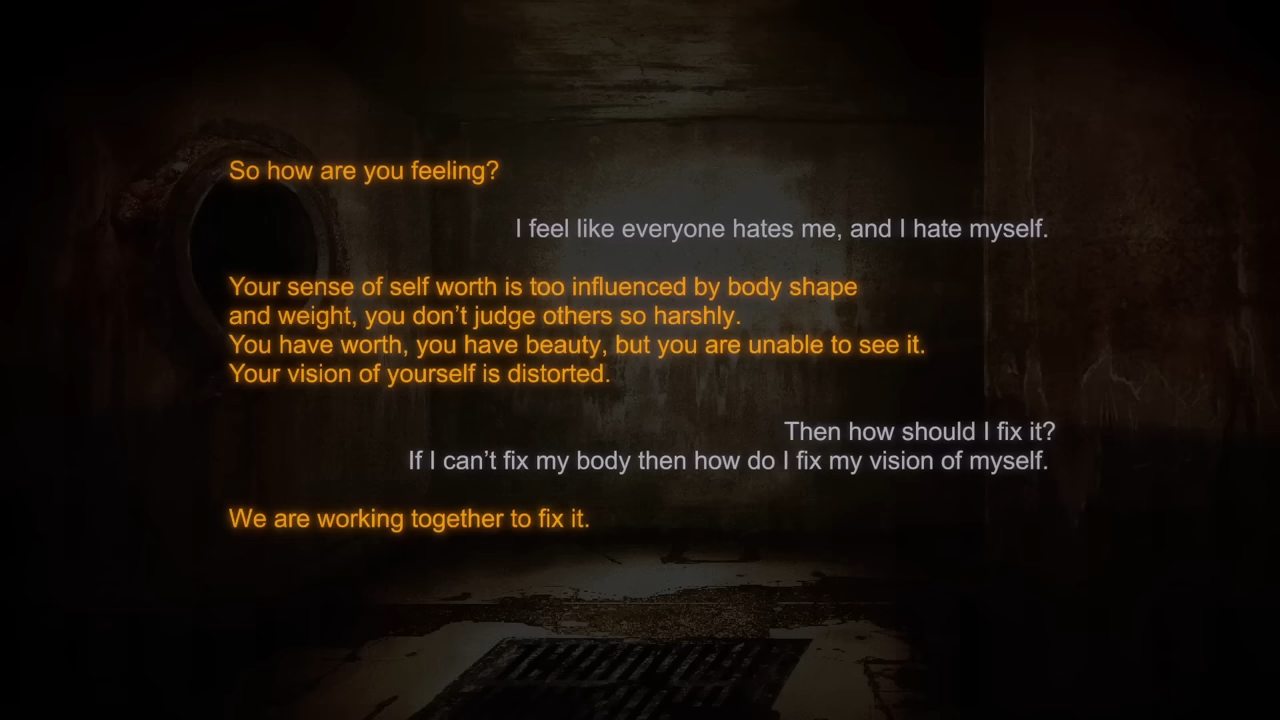 So how are you feeling?
I feel like everyone hates me, and I hate myself.
Your sense of self worth is too influenced by body shape
and weight, you don't judge others so harshly.
You have worth, you have beauty, but you are unable to see it.
Your vision of yourself is distorted.
Then how should I fix it?
If I can't fix my body then how do I fix my vision of myself.
We are working together to fix it.